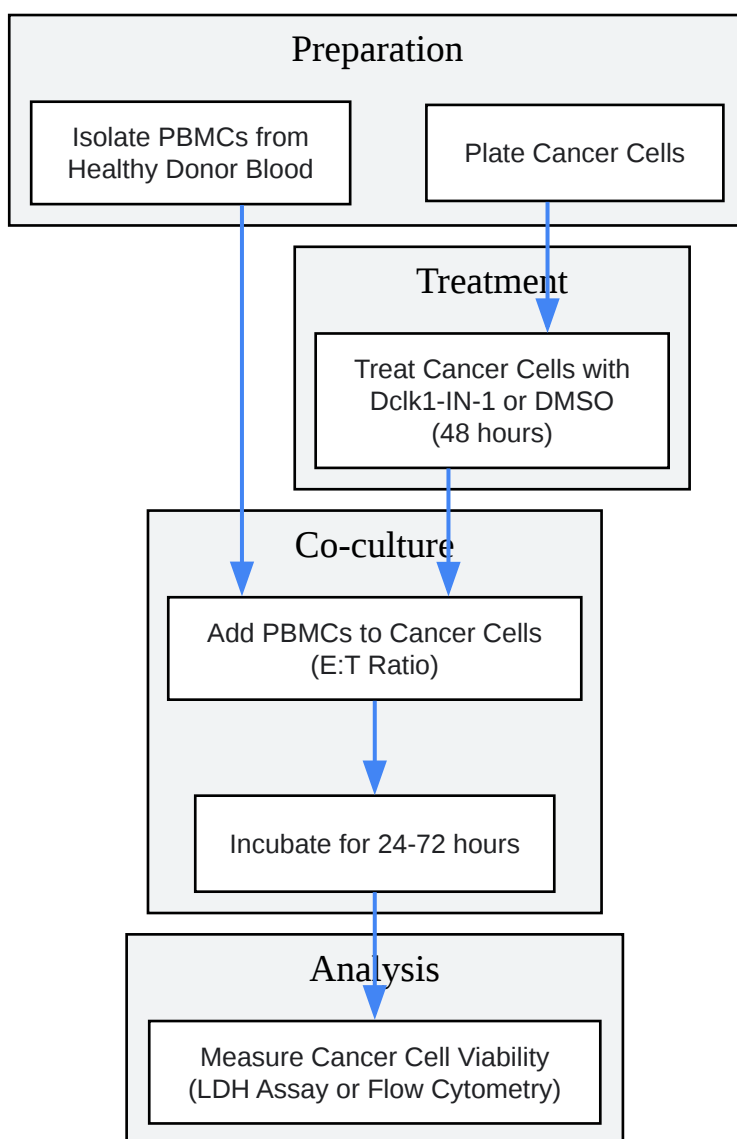 Preparation
Isolate PBMCs from
Healthy Donor Blood
Plate Cancer Cells
Treatment
Treat Cancer Cells with
Dclk1-IN-1 or DMSO
(48 hours)
Co-culture
Add PBMCs to Cancer Cells
(E:T Ratio)
Incubate for 24-72 hours
Analysis
Measure Cancer Cell Viability
(LDH Assay or Flow Cytometry)